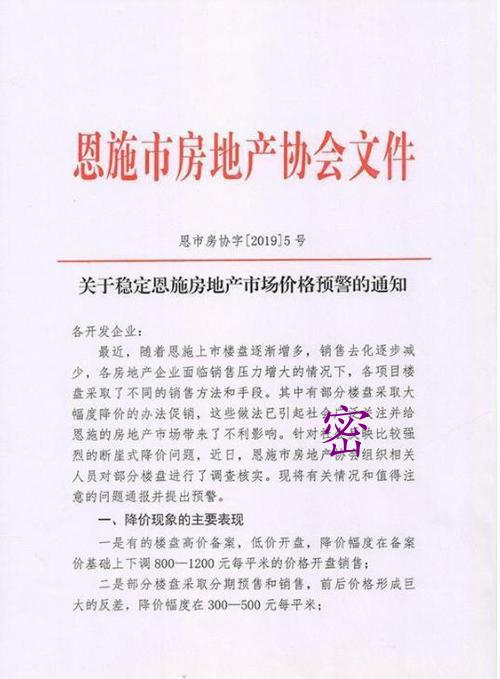 恩施市房地产协会文件
恩市房协字[2019]5号
关于稳定恩施房地产市场价格预警的通知
各开发企业：
最近，随着恩施上市楼盘逐渐增多，销售去化逐步减
少，各房地产企业面临销售压力增大的情况下，各项目楼
盘采取了不同的销售方法和手段。其中有部分楼盘采取大
幅度降价的办法促销，这些做法已引起社会 关注并给
恩施的房地产市场带来了不利影响。针对 映比较强
烈的断崖式降价问题，近日，恩施市房地产协会组织相关
人员对部分楼盘进行了调查核实。现将有关情况和值得注
意的问题通报并提出预警。
密
一、降价现象的主要表现
一是有的楼盘高价备案，低价开盘，降价幅度在备案
价基础上下调800—1200元每平米的价格开盘销售；
二是部分楼盘采取分期预售和销售，前后价格形成巨
大的反差，降价幅度在300—500元每平米；